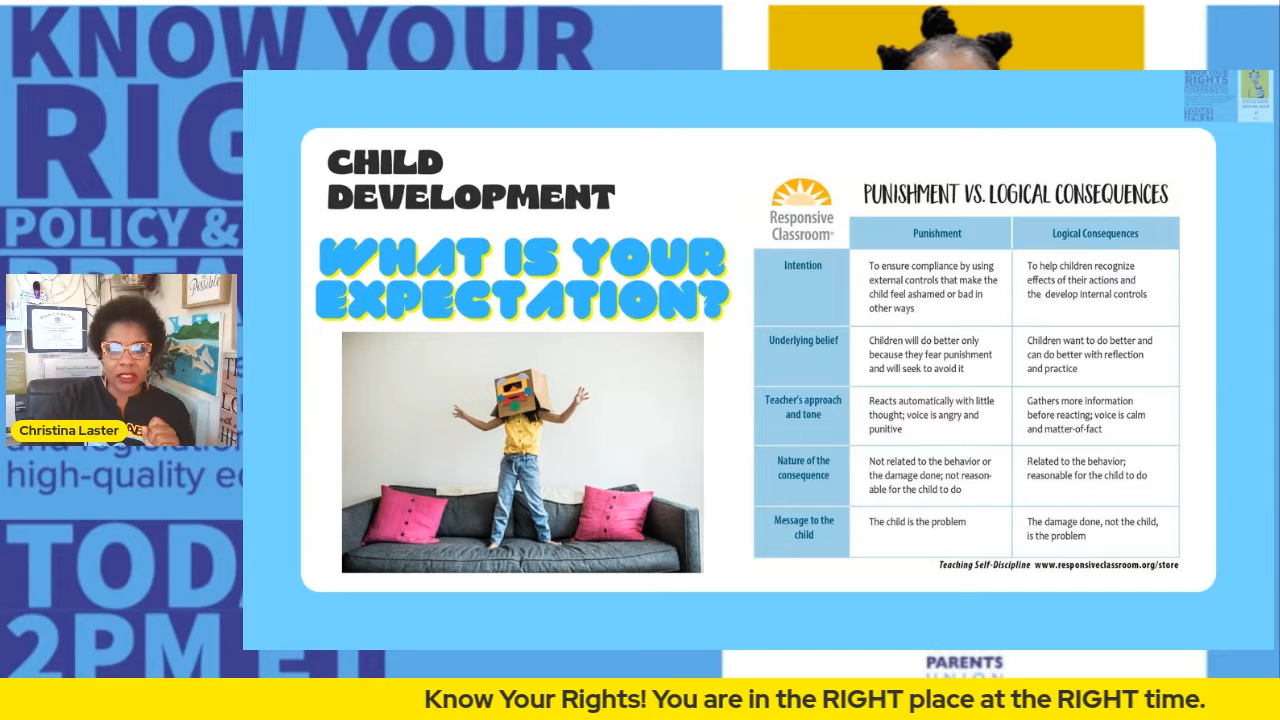 KNOW YOUR
RIG
POLICY &
TODA
2PM ET
high-quality e
Possible
Christina Laster
CHILD
DEVELOPMENT
WHAT IS YOUR
EXPECTATION?
Responsive
Classroom
PUNISHMENT VS. LOGICAL CONSEQUENCES
Punishment
Logical Consequences
Intention
To ensure compliance by using
external controls that make the
child feel ashamed or bad in
other ways
To help children recognize
effects of their actions and
the develop internal controls
Underlying belief
Children will do better only
because they fear punishment
and will seek to avoid it
Children want to do better and
can do better with reflection
and practice
Teacher's approach
and tone
Reacts automatically with little
thought; voice is angry and
punitive
Gathers more information
before reacting; voice is calm
and matter-of-fact
Nature of the
consequence
Not related to the behavior or
the damage done; not reason-
able for the child to do
Related to the behavior;
reasonable for the child to do
Message to the
child
The child is the problem
The damage done, not the child,
is the problem
Teaching Self-Discipline www.responsiveclassroom.org/store
KNOW YOUR
RIGHTS
TODAY
PARENTS
UNION
Know Your Rights! You are in the RIGHT place at the RIGHT time.